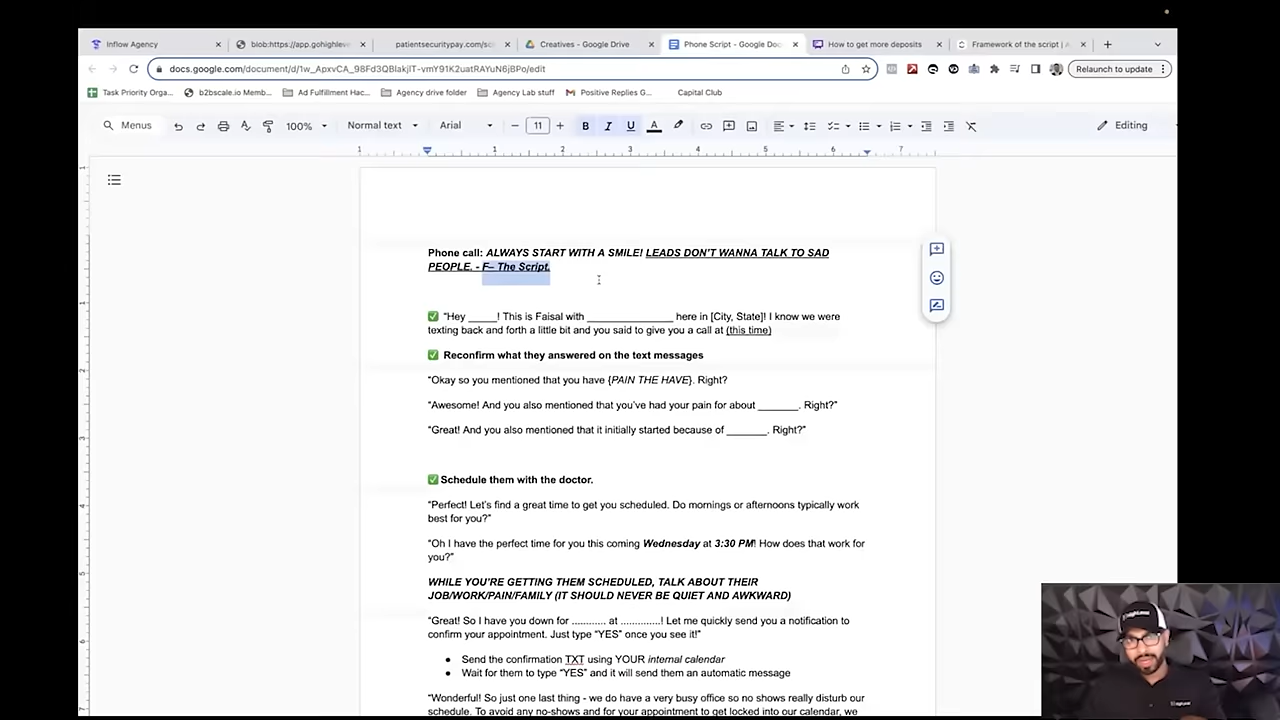 Inflow Agency
blob:https://app.gohighleve
patientsecuritypay.com/scr
Creatives - Google Drive
Phone Script - Google Doc
How to get more deposits
Framework of the script | A
docs.google.com/document/d/1w_ApxvCA_98Fd3QBlakjlT-vmY91K2uatRAYuN6jBPo/edit
Relaunch to update
Task Priority Orga...
b2bscale.io Memb...
Ad Fulfillment Hac...
Agency drive folder
Agency Lab stuff
Positive Replies G...
Capital Club
Menus
100%
Normal text
Arial
11
Editing
1 1 2 3 4 5 6 7
Phone call: ALWAYS START WITH A SMILE! LEADS DON'T WANNA TALK TO SAD
PEOPLE. - F– The Script.
✅ "Hey _____! This is Faisal with ______________ here in [City, State]! I know we were
texting back and forth a little bit and you said to give you a call at (this time)
✅ Reconfirm what they answered on the text messages
"Okay so you mentioned that you have {PAIN THE HAVE}. Right?
"Awesome! And you also mentioned that you've had your pain for about _______. Right?"
"Great! And you also mentioned that it initially started because of _______. Right?"
✅ Schedule them with the doctor.
"Perfect! Let's find a great time to get you scheduled. Do mornings or afternoons typically work
best for you?"
"Oh I have the perfect time for you this coming Wednesday at 3:30 PM! How does that work for
you?"
WHILE YOU'RE GETTING THEM SCHEDULED, TALK ABOUT THEIR
JOB/WORK/PAIN/FAMILY (IT SHOULD NEVER BE QUIET AND AWKWARD)
"Great! So I have you down for ............ at ..............! Let me quickly send you a notification to
confirm your appointment. Just type "YES" once you see it!"
● Send the confirmation TXT using YOUR internal calendar
● Wait for them to type "YES" and it will send them an automatic message
"Wonderful! So just one last thing - we do have a very busy office so no shows really disturb our
schedule. To avoid any no-shows and for your appointment to get locked into our calendar, we